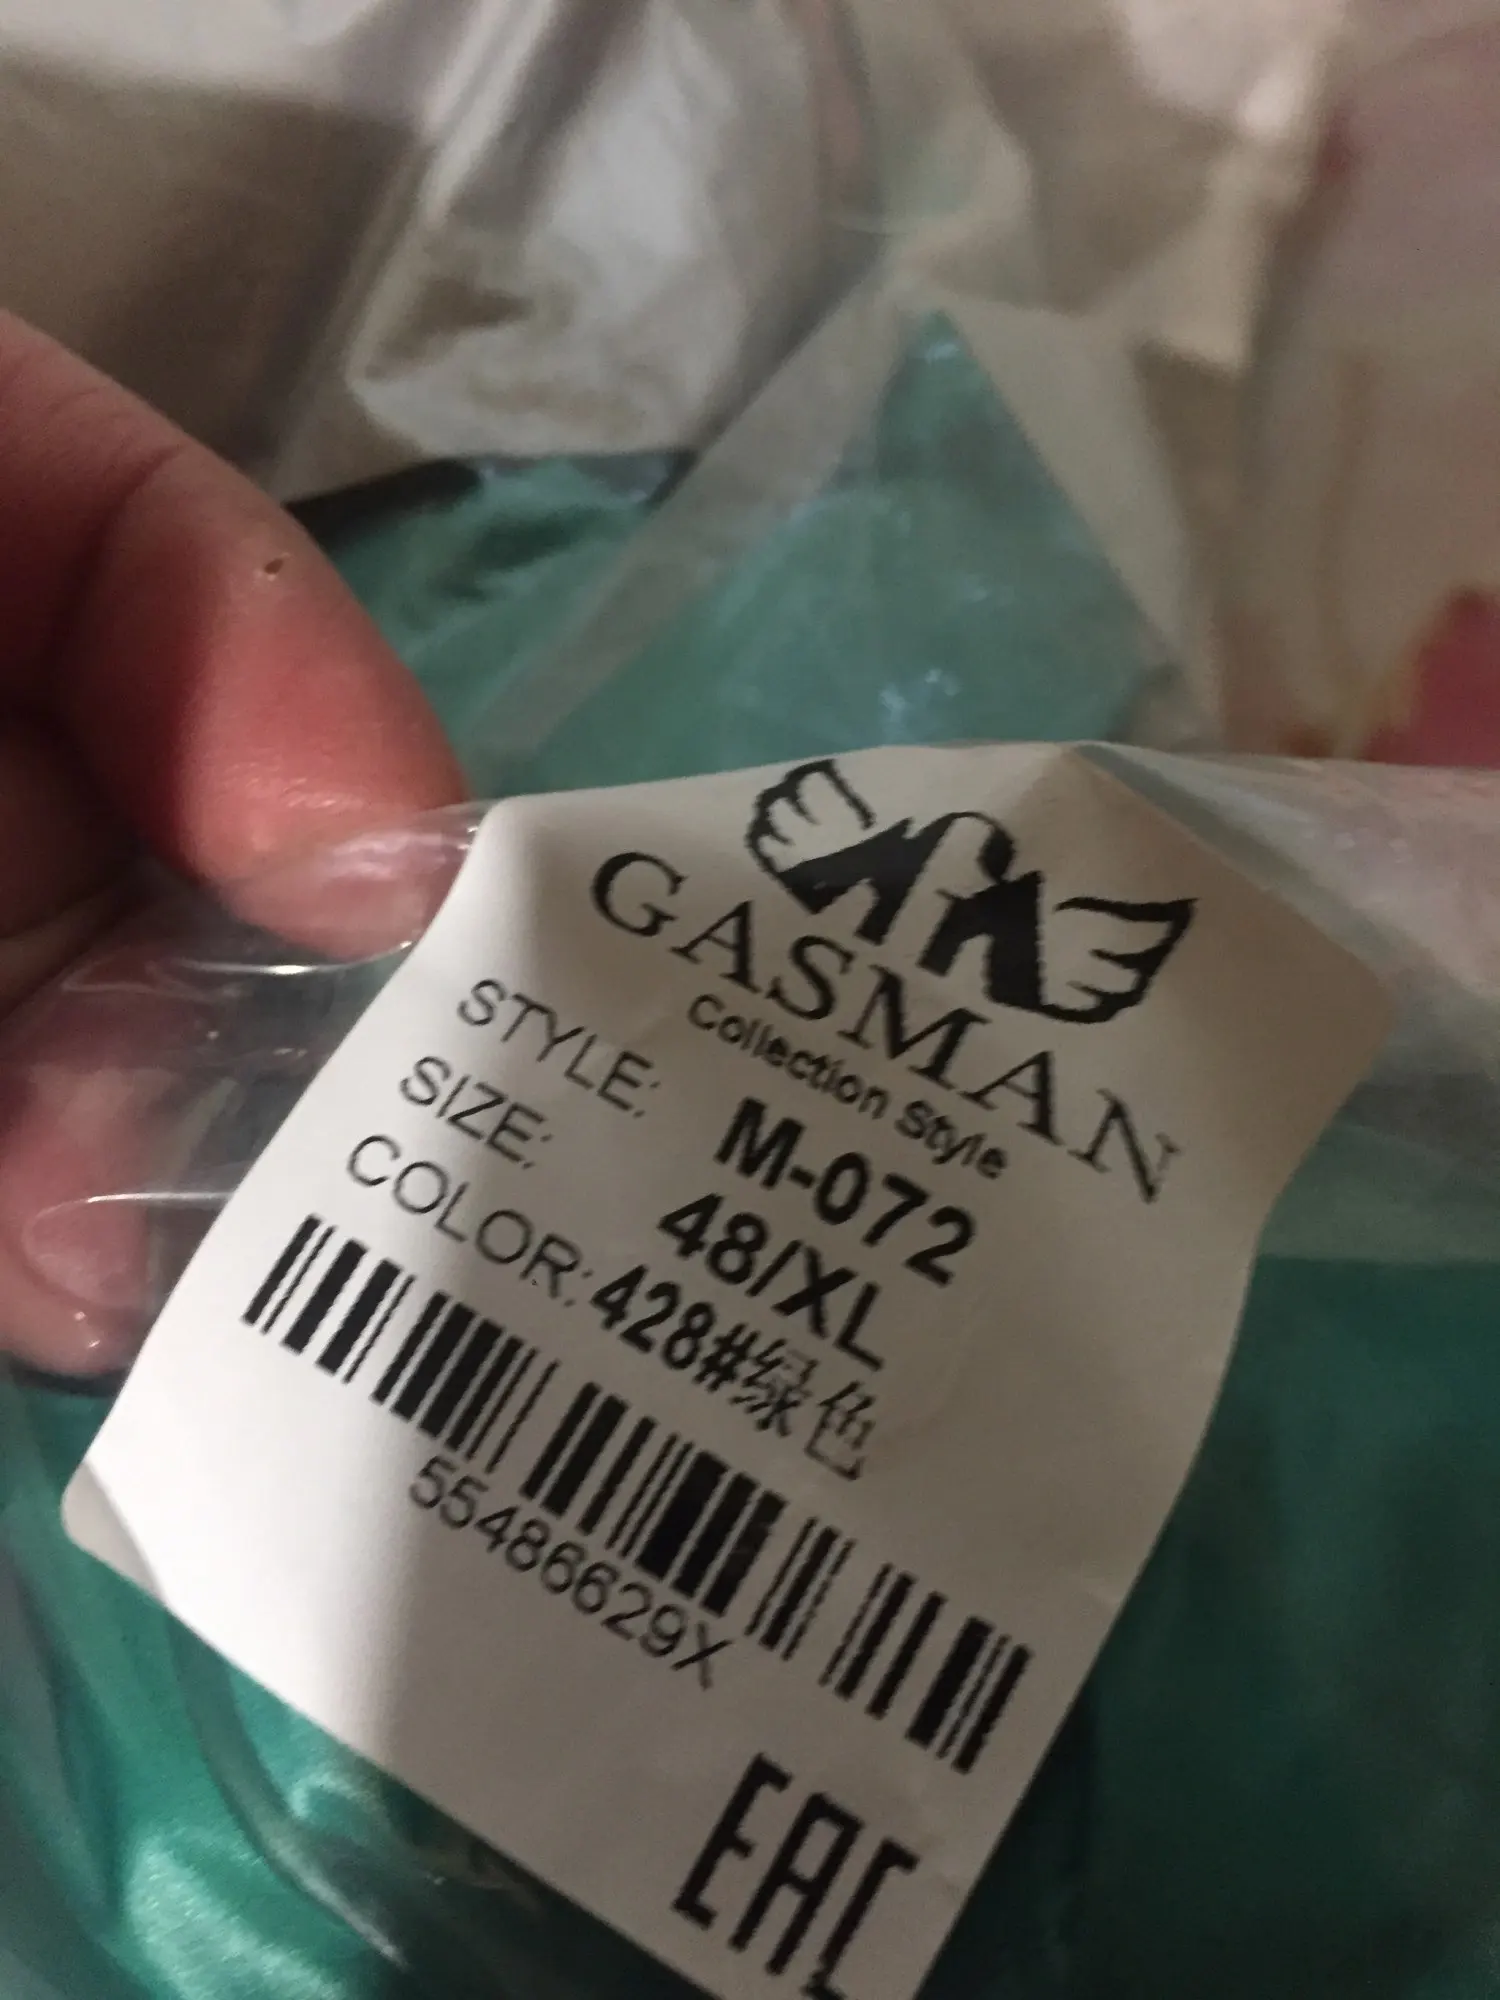 GASMAN
Collection Style
STYLE: M-072
SIZE: 48/XL
COLOR: 428#绿色
55486629X
EAC